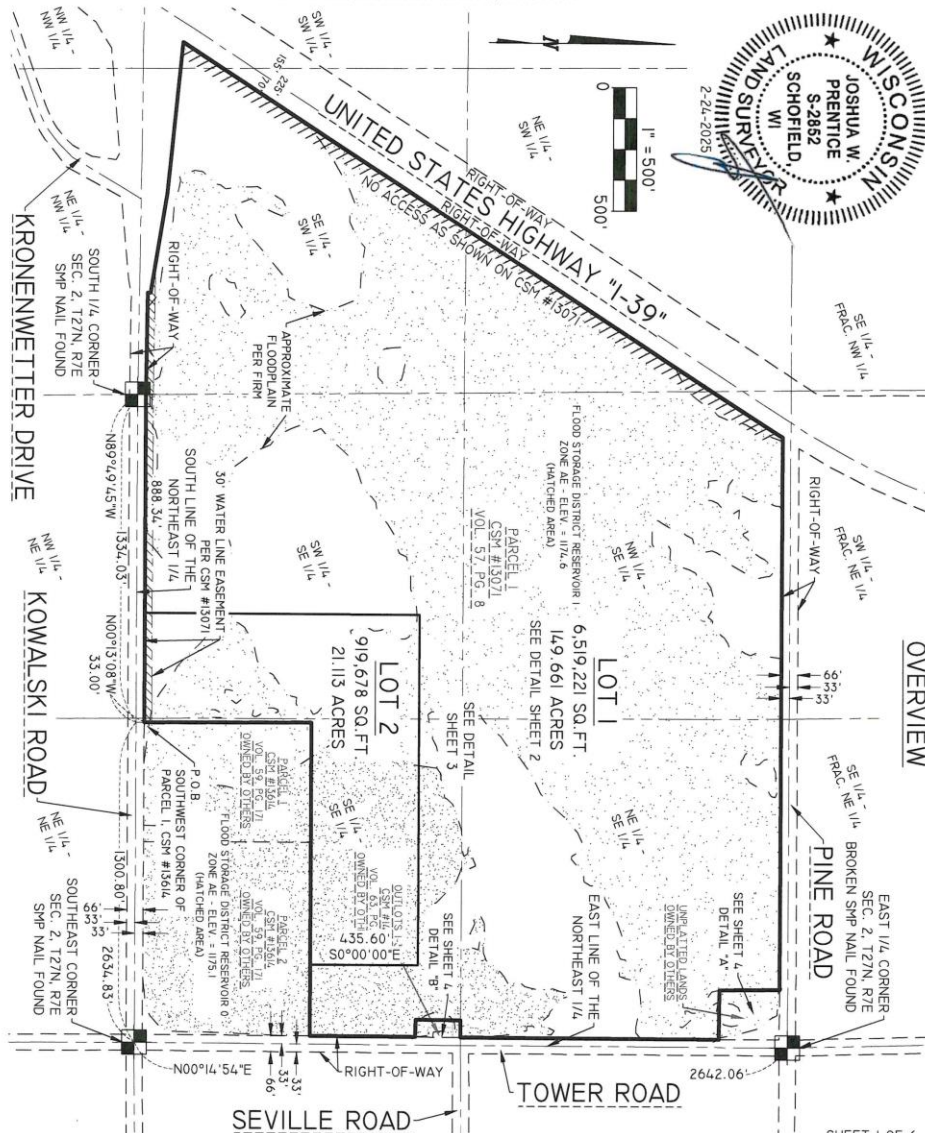 OVERVIEW
WISCONSIN
LAND SURVEYOR
JOSHUA W.
PRENTICE
S-2852
SCHOFIELD,
WI
2-24-2025
1" = 500'
0
500'
N
SW 1/4 -
SW 1/4
NW 1/4 -
NW 1/4
NE 1/4 -
SW 1/4
SE 1/4 -
FRAC NW 1/4
SW 1/4 -
FRAC NE 1/4
SE 1/4 -
FRAC NE 1/4
SE 1/4 -
SW 1/4
NE 1/4 -
NW 1/4
RIGHT-OF-WAY
UNITED STATES HIGHWAY "I-39"
RIGHT-OF-WAY
NO ACCESS AS SHOWN ON CSM #13071
155'
225'
70'
RIGHT-OF-WAY
66'
33'
33'
PINE ROAD
EAST 1/4 CORNER
SEC. 2, T27N, R7E
BROKEN SMP NAIL FOUND
FLOOD STORAGE DISTRICT RESERVOIR 1
ZONE AE - ELEV. = 1174.6
(HATCHED AREA)
NW 1/4 -
SE 1/4
LOT 1
6,519,221 SQ.FT.
149.661 ACRES
SEE DETAIL SHEET 2
NE 1/4 -
SE 1/4
SEE SHEET 4
DETAIL "A"
UNPLATTED LANDS
OWNED BY OTHERS
PARCEL 1
CSM #13071
VOL. 57, PG. 8
SEE DETAIL
SHEET 3
EAST LINE OF THE
NORTHEAST 1/4
SEE SHEET 4
DETAIL "B"
APPROXIMATE
FLOODPLAIN
PER FIRM
SW 1/4 -
SE 1/4
LOT 2
919,678 SQ.FT
21.113 ACRES
SE 1/4 -
SE 1/4
435.60'
S0°00'00"E
30' WATER LINE EASEMENT
PER CSM #13071
SOUTH LINE OF THE
NORTHEAST 1/4
PARCEL 1
CSM #13614
VOL. 59, PG. 171
OWNED BY OTHERS
PARCEL 2
CSM #13614
VOL. 59, PG. 171
OWNED BY OTHERS
FLOOD STORAGE DISTRICT RESERVOIR 0
ZONE AE - ELEV. = 1175.1
(HATCHED AREA)
P.O.B.
SOUTHWEST CORNER OF
PARCEL 1, CSM #13614
RIGHT-OF-WAY
888.34'
SOUTH 1/4 CORNER
SEC. 2, T27N, R7E
SMP NAIL FOUND
N89°49'45"W
1334.03'
N00°13'08"W
33.00'
1300.80'
66'
33'
33'
2634.83'
SOUTHEAST CORNER
SEC. 2, T27N, R7E
SMP NAIL FOUND
KRONENWETTER DRIVE
NW 1/4 -
NE 1/4
KOWALSKI ROAD
NE 1/4 -
NE 1/4
N00°14'54"E
66'
33'
33'
RIGHT-OF-WAY
2642.06'
SEVILLE ROAD
TOWER ROAD